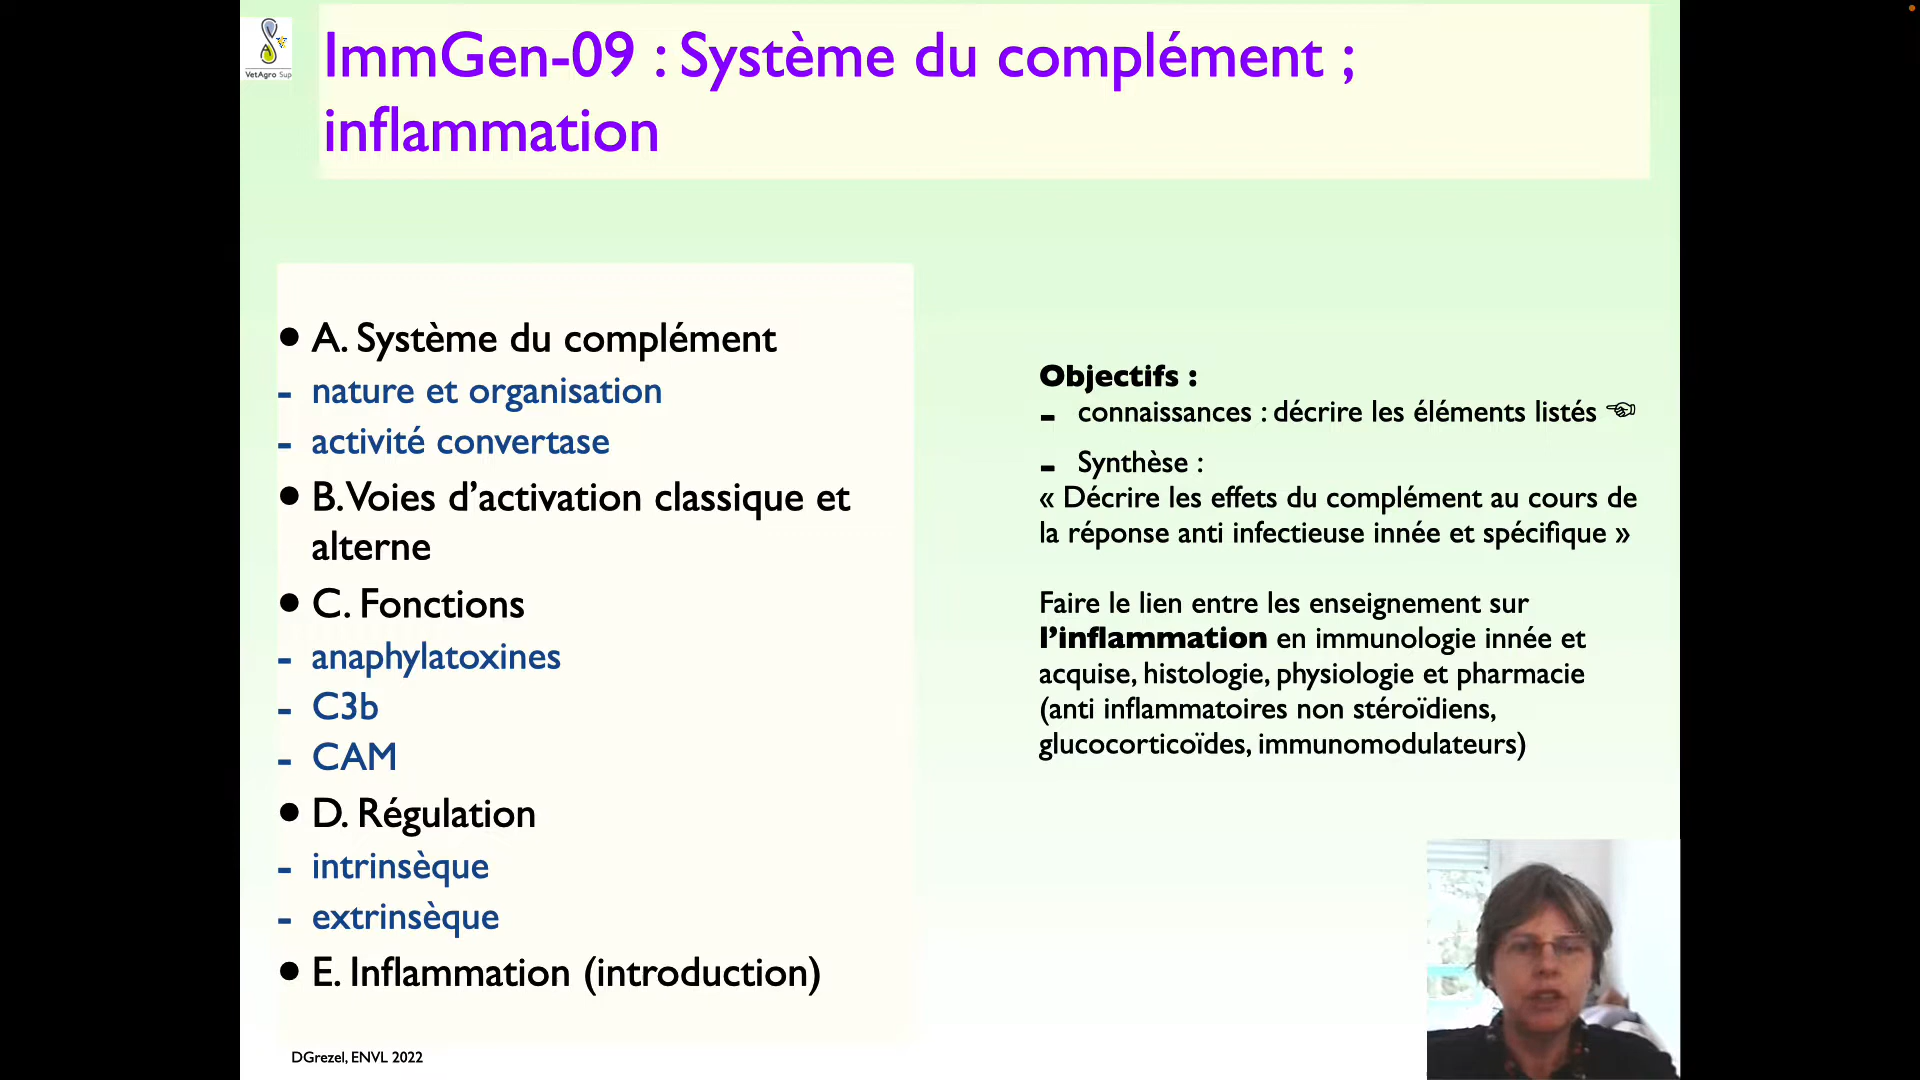 VetAgro Sup
ImmGen-09 : Système du complément ;
inflammation
• A. Système du complément
- nature et organisation
- activité convertase
• B. Voies d’activation classique et
alterne
• C. Fonctions
- anaphylatoxines
- C3b
- CAM
• D. Régulation
- intrinsèque
- extrinsèque
• E. Inflammation (introduction)
Objectifs :
- connaissances : décrire les éléments listés ☜
- Synthèse :
« Décrire les effets du complément au cours de
la réponse anti infectieuse innée et spécifique »
Faire le lien entre les enseignement sur
l’inflammation en immunologie innée et
acquise, histologie, physiologie et pharmacie
(anti inflammatoires non stéroïdiens,
glucocorticoïdes, immunomodulateurs)
DGrezel, ENVL 2022